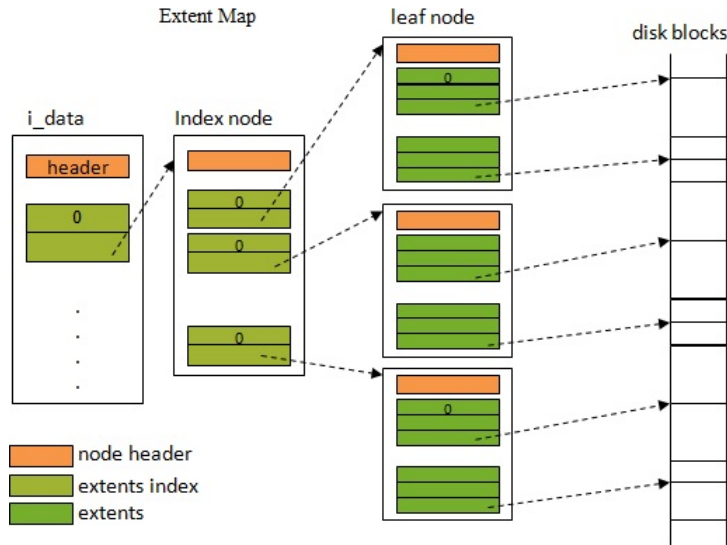 Extent Map
leaf node
disk blocks
i_data
Index node
header
0
0
0
0
0
0
.
.
.
.
node header
extents index
extents